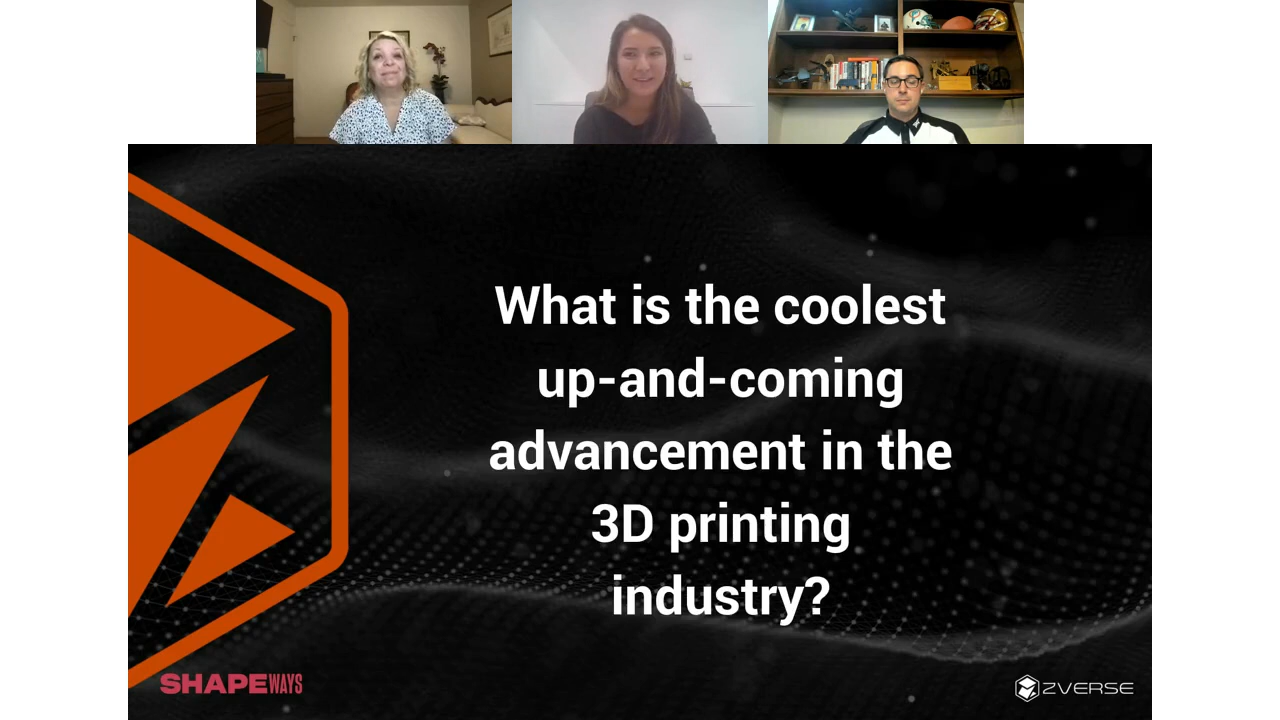 What is the coolest
up-and-coming
advancement in the
3D printing
industry?
SHAPEWAYS
ZVERSE